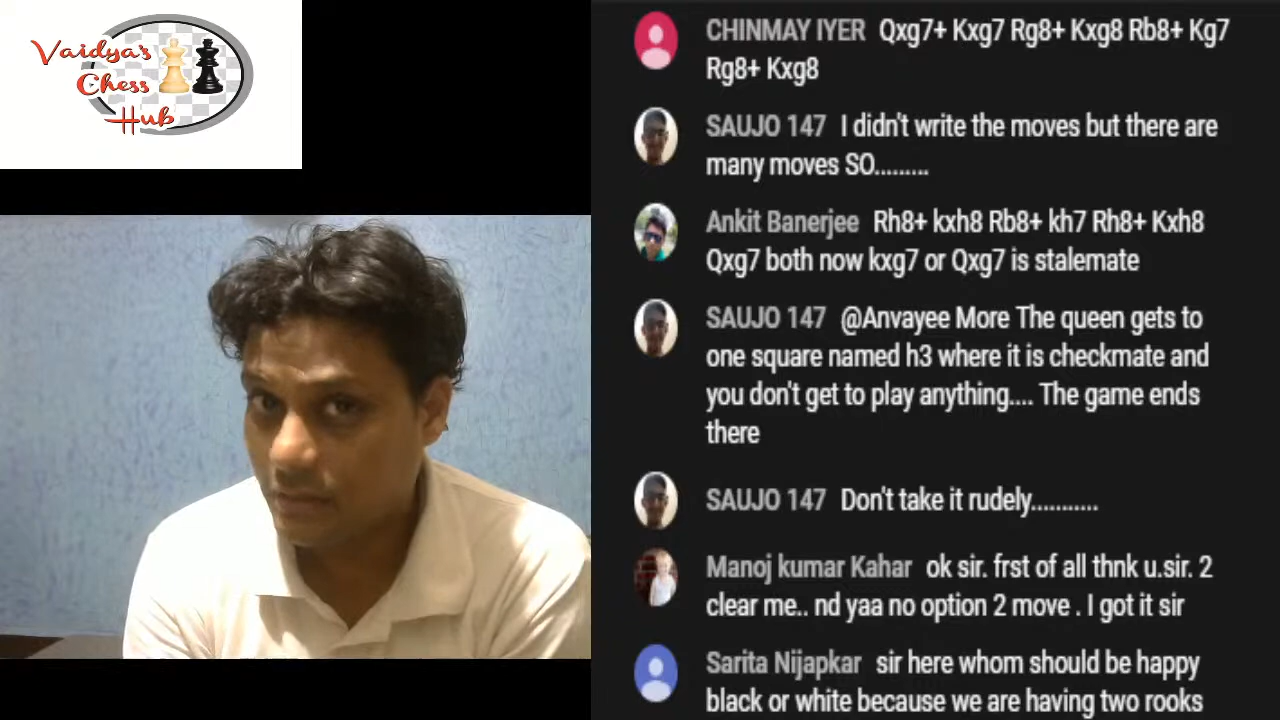 Vaidya's
Chess
Hub
CHINMAY IYER Qxg7+ Kxg7 Rg8+ Kxg8 Rb8+ Kg7
Rg8+ Kxg8
SAUJO 147 I didn't write the moves but there are
many moves SO.........
Ankit Banerjee Rh8+ kxh8 Rb8+ kh7 Rh8+ Kxh8
Qxg7 both now kxg7 or Qxg7 is stalemate
SAUJO 147 @Anvayee More The queen gets to
one square named h3 where it is checkmate and
you don't get to play anything.... The game ends
there
SAUJO 147 Don't take it rudely...........
Manoj kumar Kahar ok sir. frst of all thnk u.sir. 2
clear me.. nd yaa no option 2 move . I got it sir
Sarita Nijapkar sir here whom should be happy
black or white because we are having two rooks